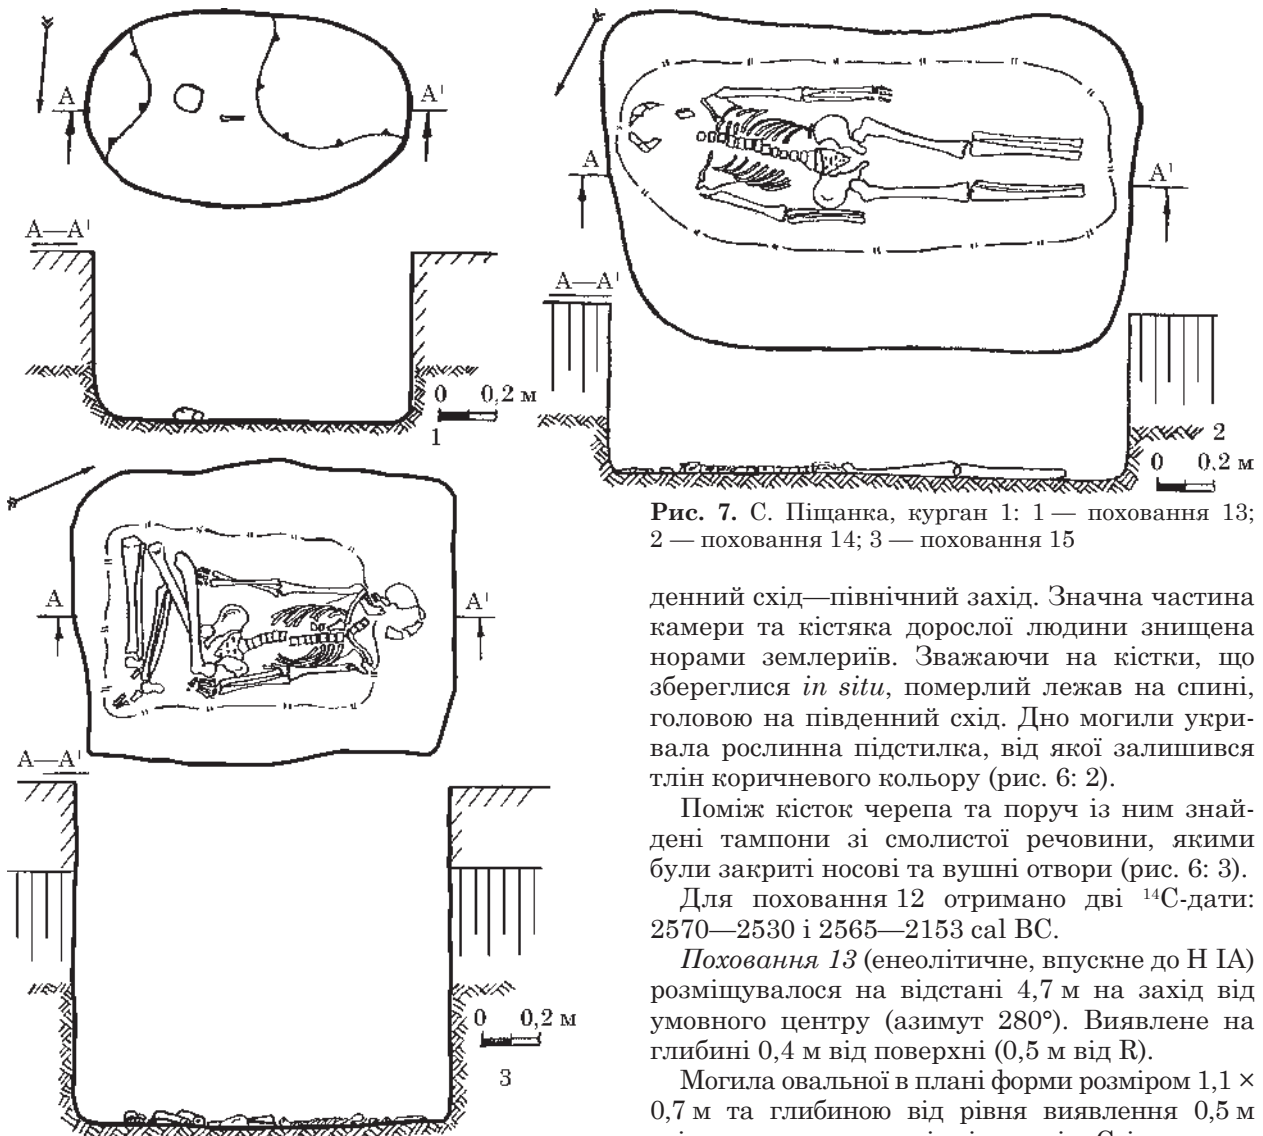 A A¹
A—A¹
0 0,2 м
1
A A¹
A—A¹
2
0 0,2 м
A A¹
A—A¹
0 0,2 м
3
Рис. 7. С. Піщанка, курган 1: 1 — поховання 13;
2 — поховання 14; 3 — поховання 15
денний схід—північний захід. Значна частина
камери та кістяка дорослої людини знищена
норами землериїв. Зважаючи на кістки, що
збереглися in situ, померлий лежав на спині,
головою на південний схід. Дно могили укри-
вала рослинна підстилка, від якої залишився
тлін коричневого кольору (рис. 6: 2).
Поміж кісток черепа та поруч із ним знай-
дені тампони зі смолистої речовини, якими
були закриті носові та вушні отвори (рис. 6: 3).
Для поховання 12 отримано дві ¹⁴С-дати:
2570—2530 і 2565—2153 cal BC.
Поховання 13 (енеолітичне, впускне до Н ІА)
розміщувалося на відстані 4,7 м на захід від
умовного центру (азимут 280°). Виявлене на
глибині 0,4 м від поверхні (0,5 м від R).
Могила овальної в плані форми розміром 1,1 ×
0,7 м та глибиною від рівня виявлення 0,5 м